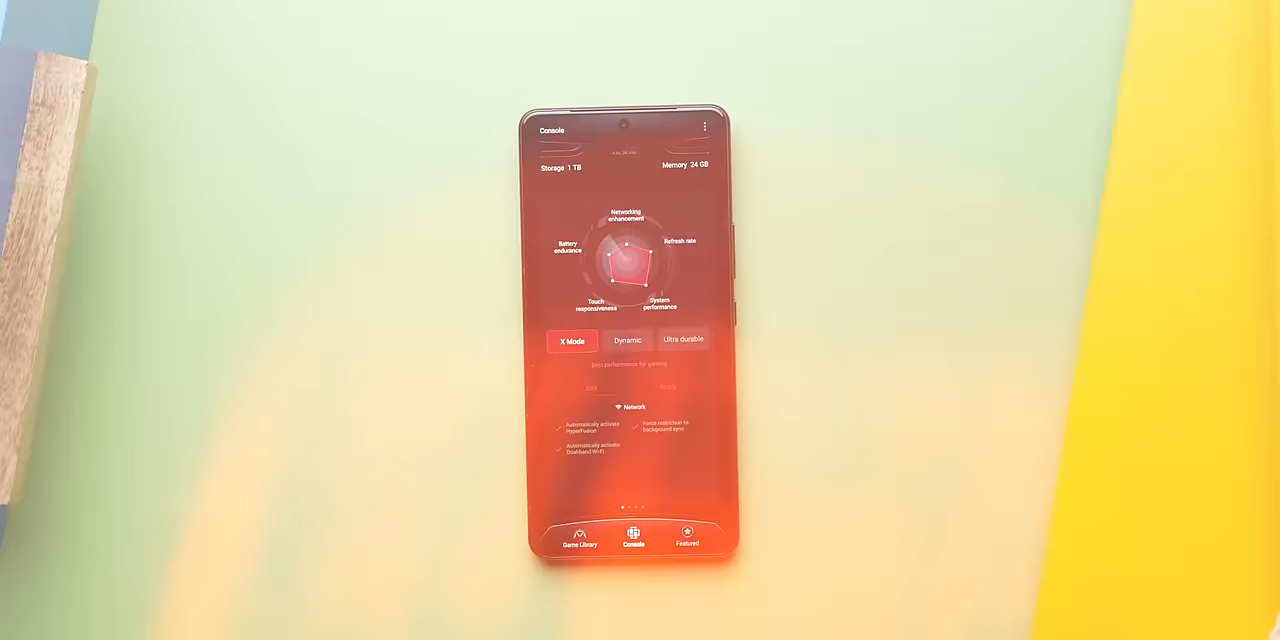 Console
Storage 1 TB
Memory 24 GB
Networking
enhancement
Battery
endurance
Refresh rate
Touch
responsiveness
System
performance
X Mode
Dynamic
Ultra durable
Best performance for gaming
Edit
Apply
Network
Automatically activate
HyperFusion
Force restriction to
background sync
Automatically activate
Dual-band Wi-Fi
Game Library
Console
Featured